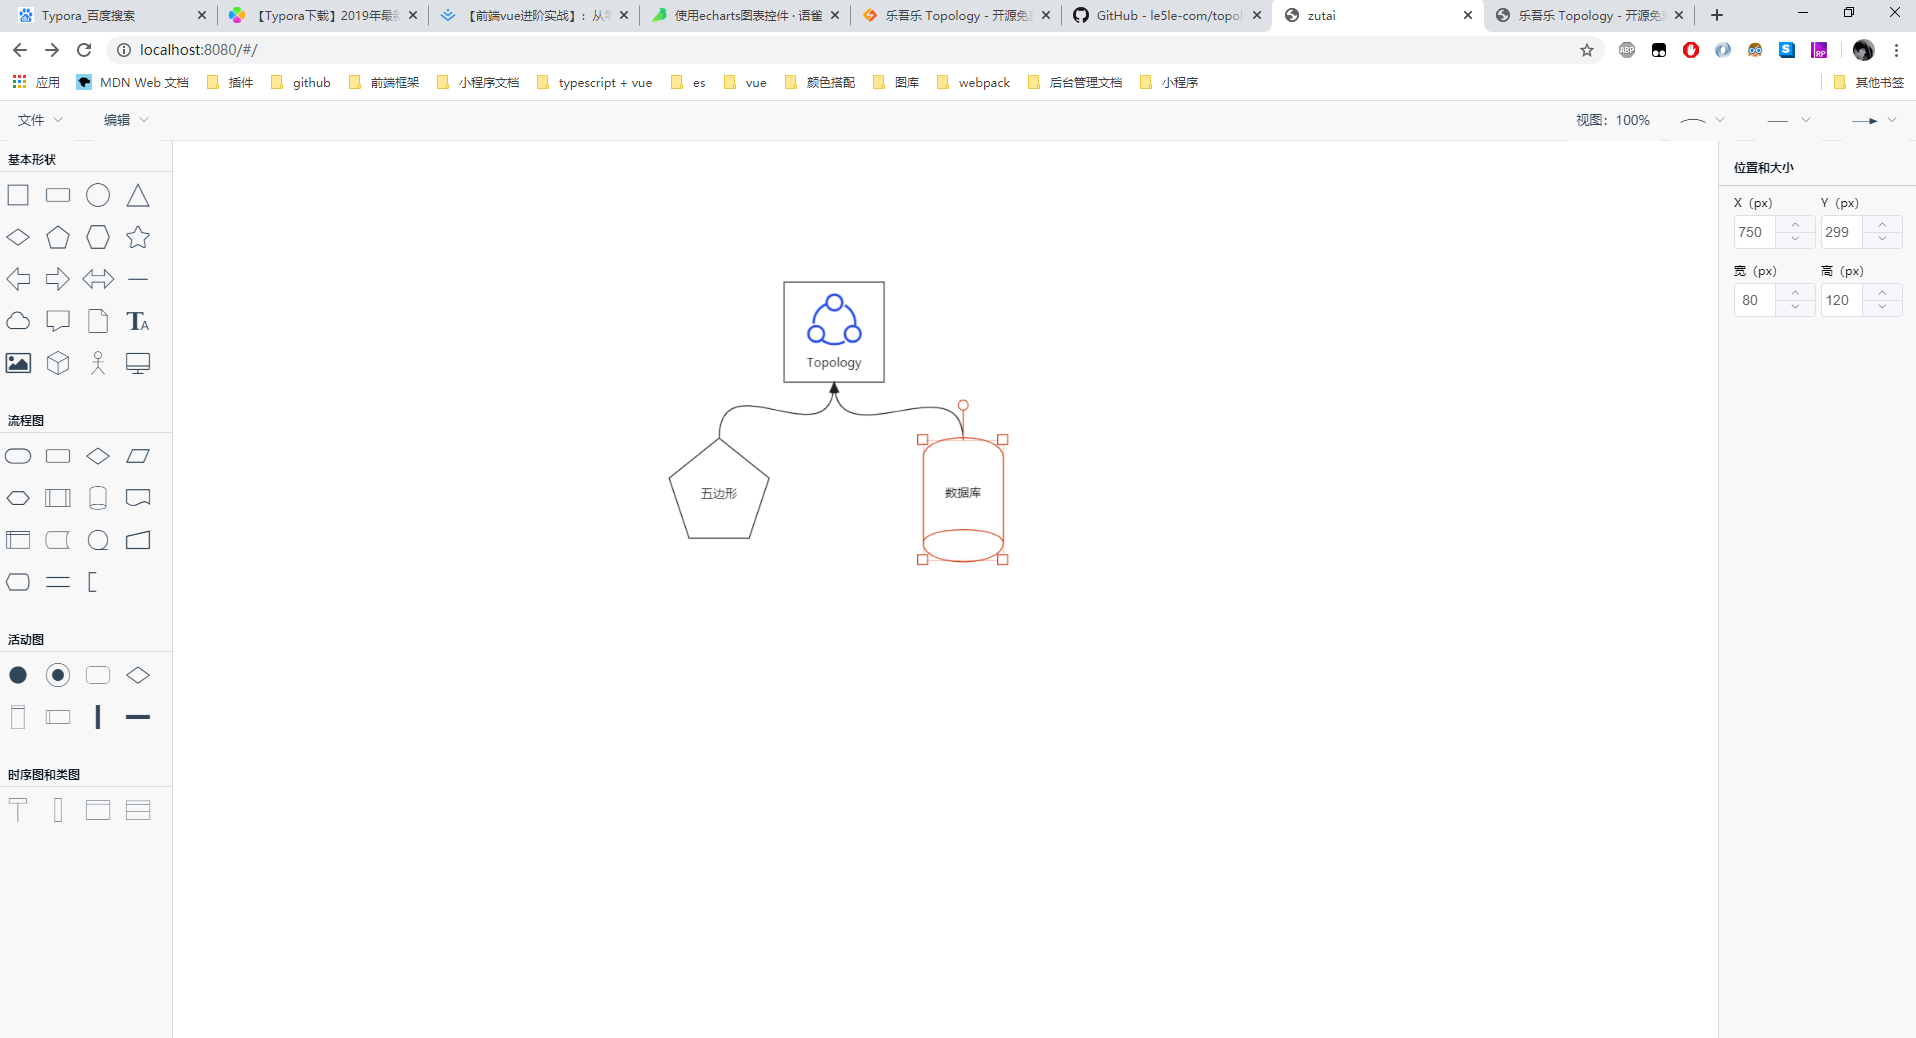 Typora_百度搜索
【Typora下载】2019年最新
【前端vue进阶实战】：从零
使用echarts图表控件 · 语雀
乐吾乐 Topology - 开源免费
GitHub - le5le-com/topol
zutai
乐吾乐 Topology - 开源免费
localhost:8080/#/
ABP
S
RP
应用
MDN Web 文档
插件
github
前端框架
小程序文档
typescript + vue
es
vue
颜色搭配
图库
webpack
后台管理文档
小程序
其他书签
文件
编辑
视图：100%
基本形状
TA
流程图
活动图
时序图和类图
Topology
五边形
数据库
位置和大小
X（px）
Y（px）
750
299
宽（px）
高（px）
80
120